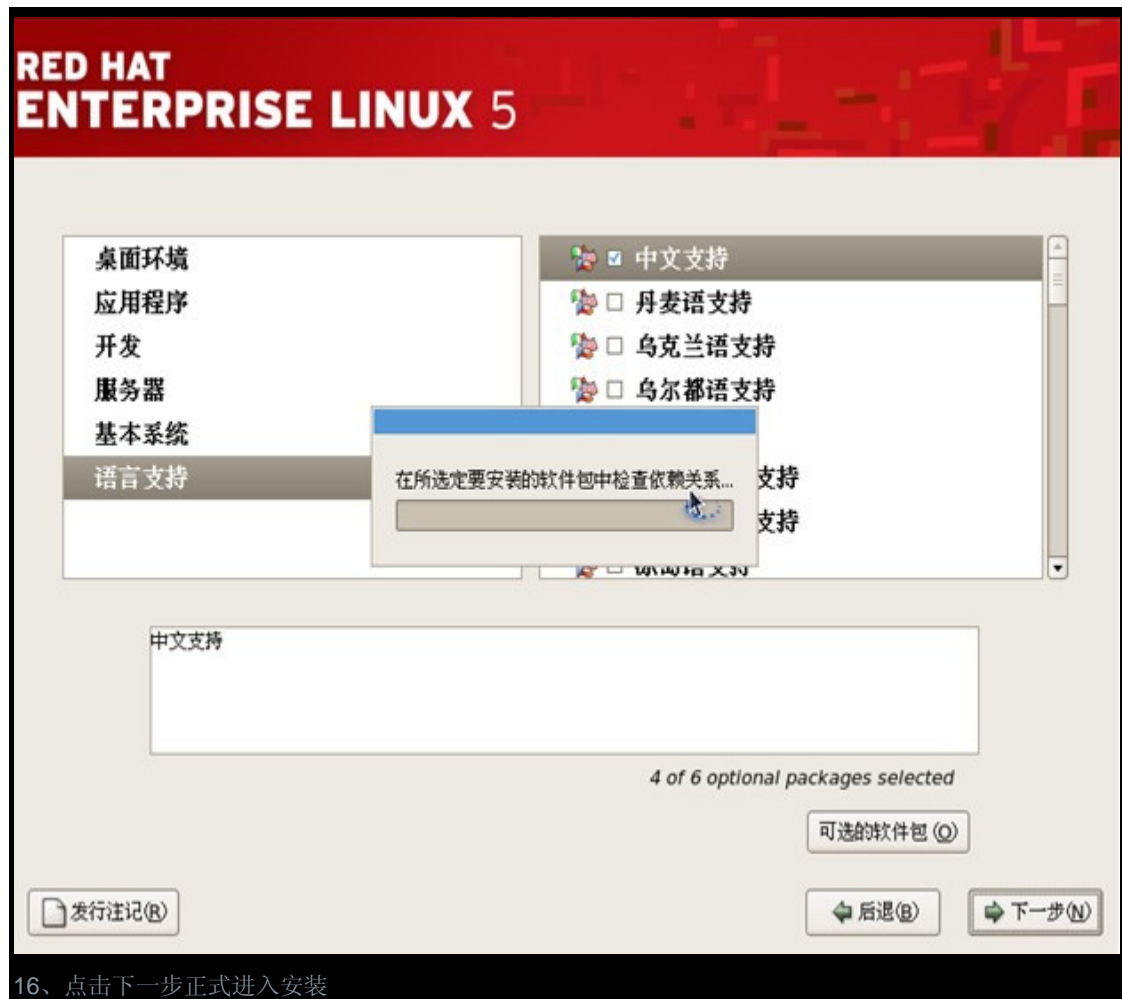 RED HAT
ENTERPRISE LINUX 5
桌面环境
应用程序
开发
服务器
基本系统
语言支持
中文支持
丹麦语支持
乌克兰语支持
乌尔都语支持
支持
支持
语支持
在所选定要安装的软件包中检查依赖关系...
中文支持
4 of 6 optional packages selected
可选的软件包(O)
发行注记(R)
后退(B)
下一步(N)
16、点击下一步正式进入安装